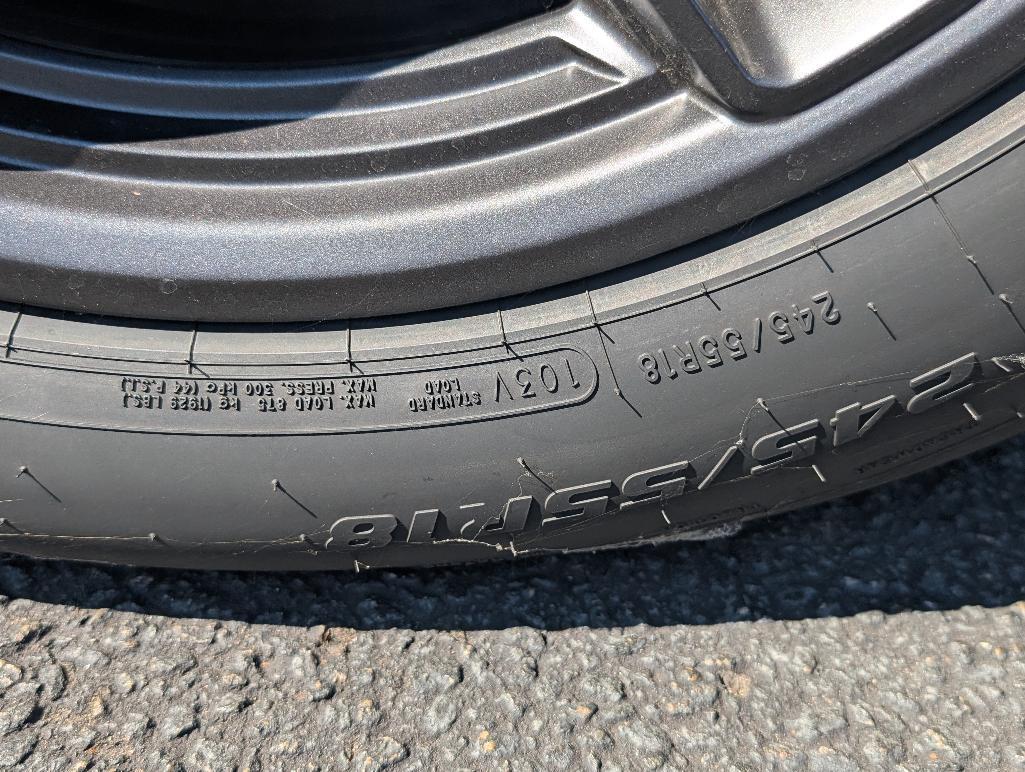 245/55R18
245/55R18
103V
STANDARD
LOAD
MAX. LOAD 875 kg (1929 LBS.)
MAX. PRESS. 300 kPa (44 P.S.I.)